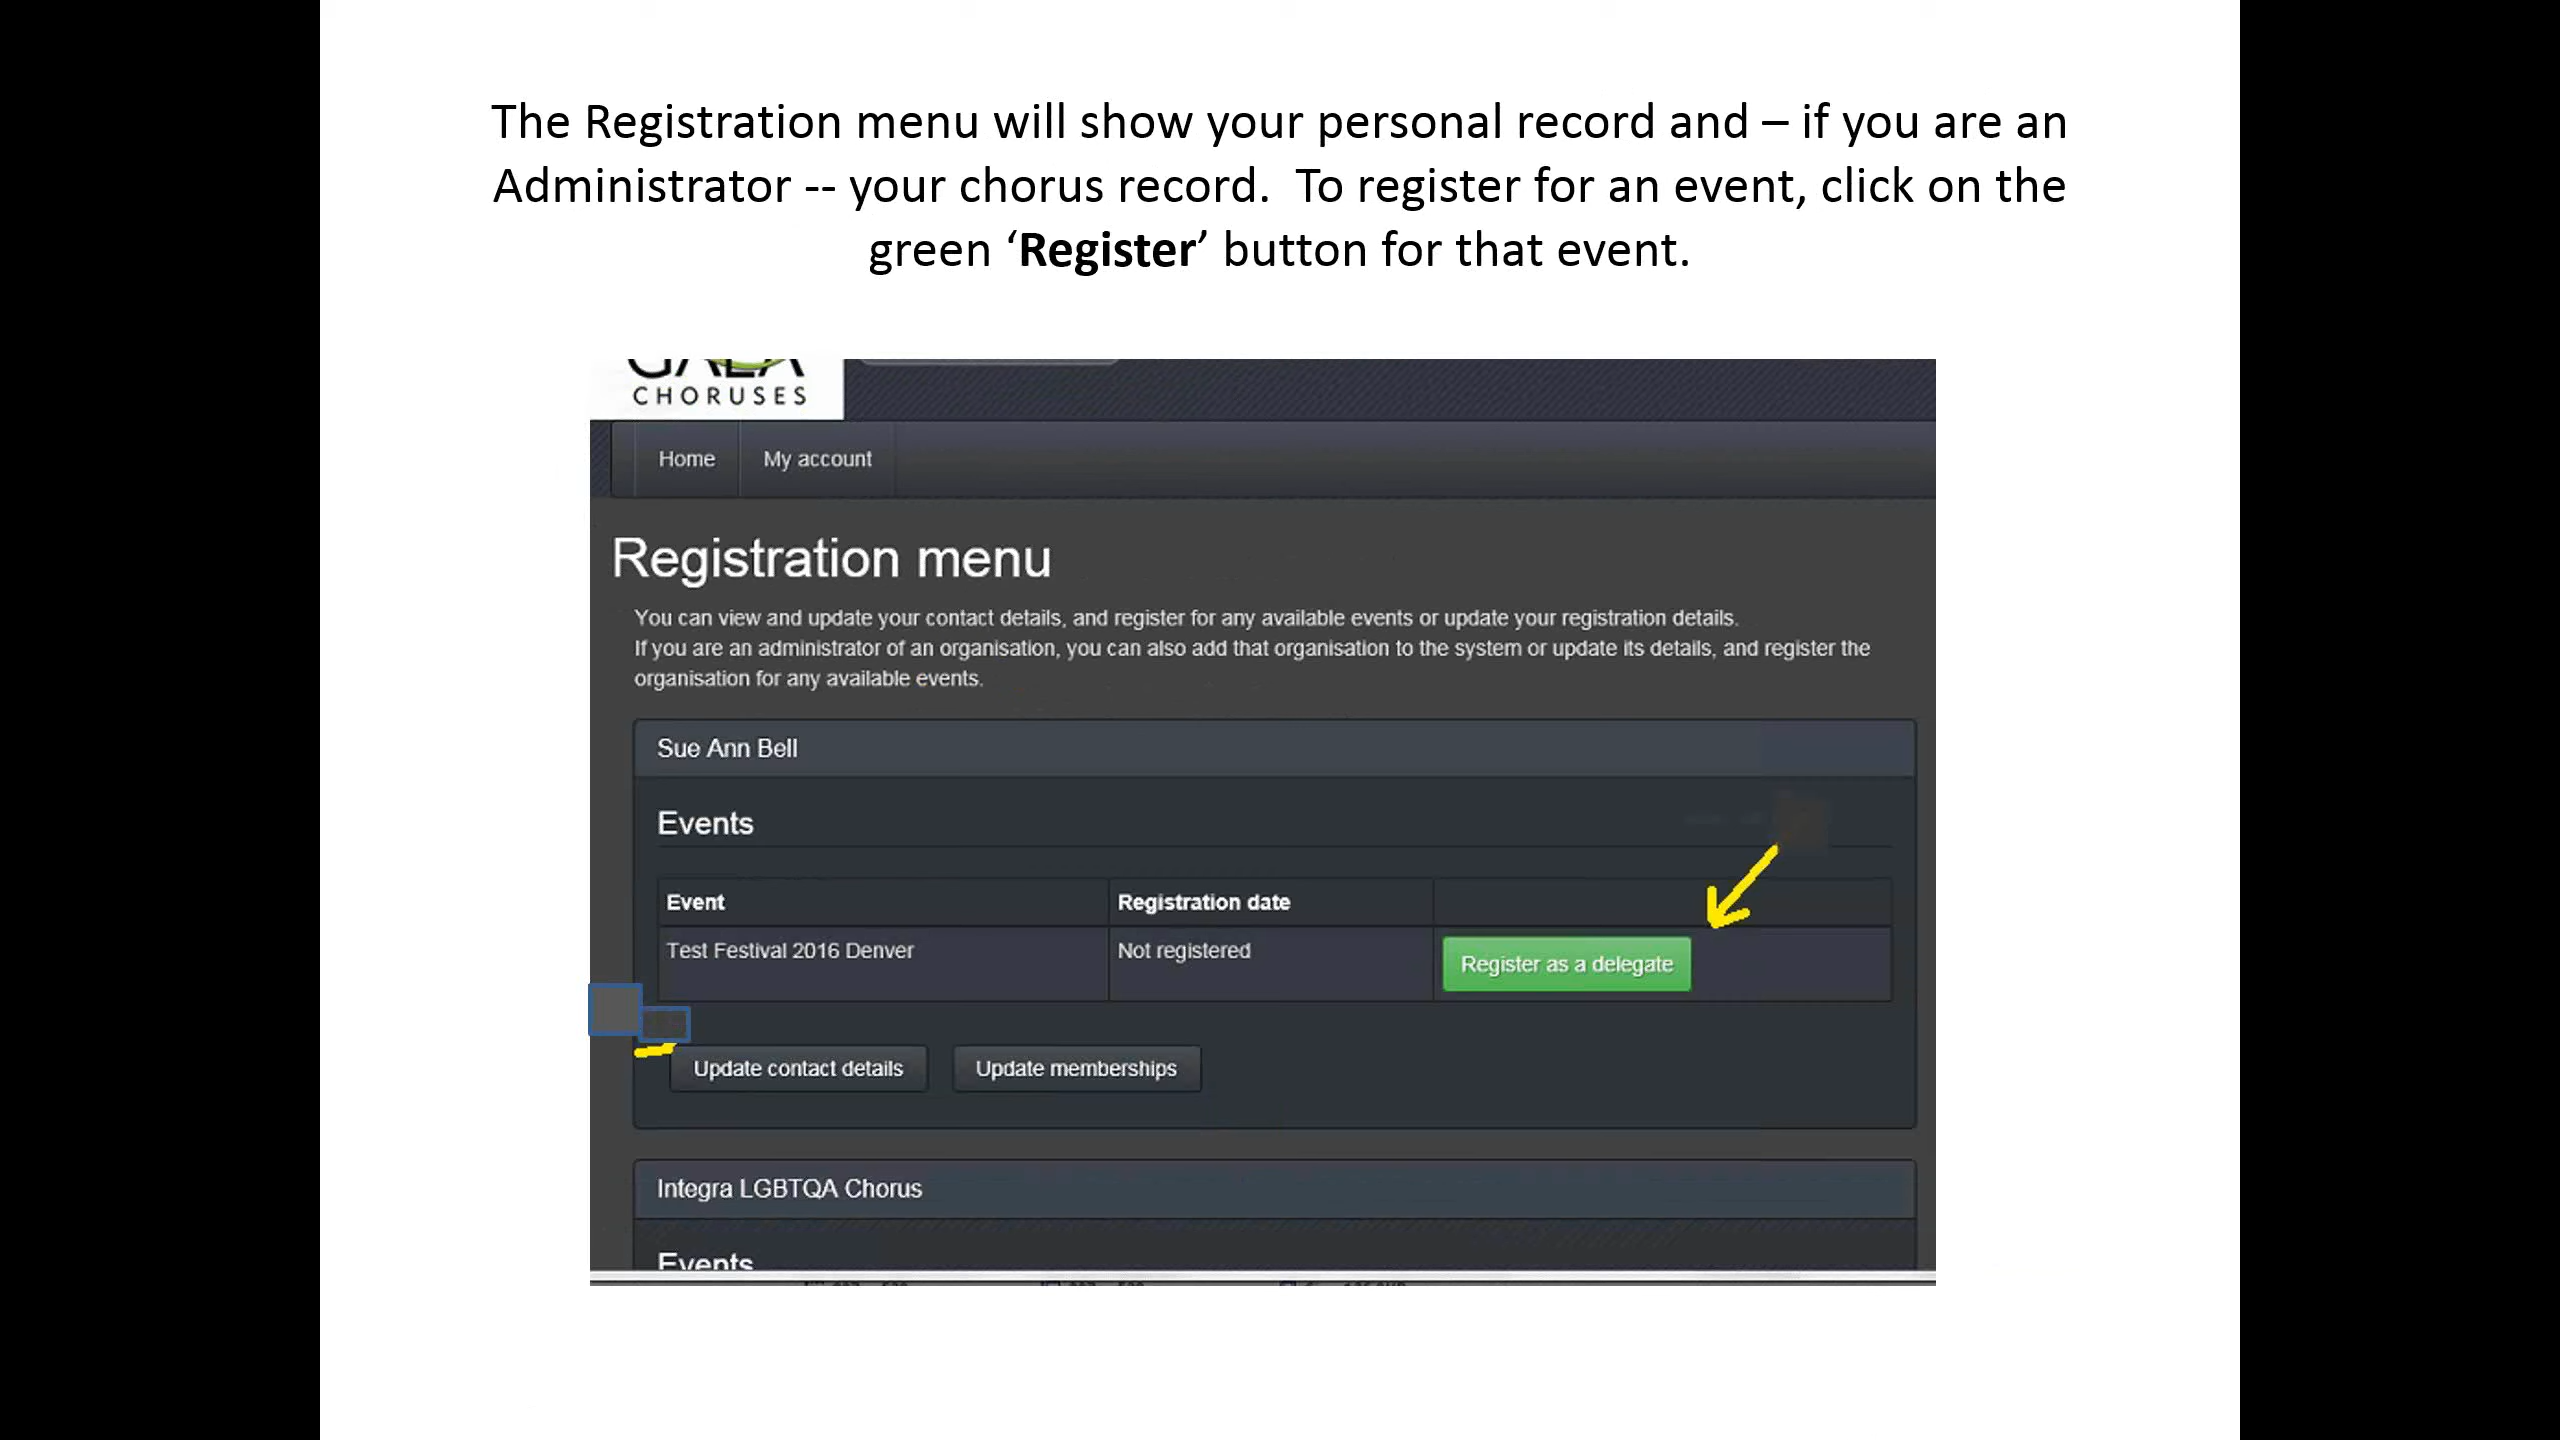 The Registration menu will show your personal record and – if you are an
Administrator -- your chorus record.  To register for an event, click on the
green ‘Register’ button for that event.
GALA
CHORUSES
Home
My account
Registration menu
You can view and update your contact details, and register for any available events or update your registration details.
If you are an administrator of an organisation, you can also add that organisation to the system or update its details, and register the
organisation for any available events.
Sue Ann Bell
Events
Event
Registration date
Test Festival 2016 Denver
Not registered
Register as a delegate
Update contact details
Update memberships
Integra LGBTQA Chorus
Events